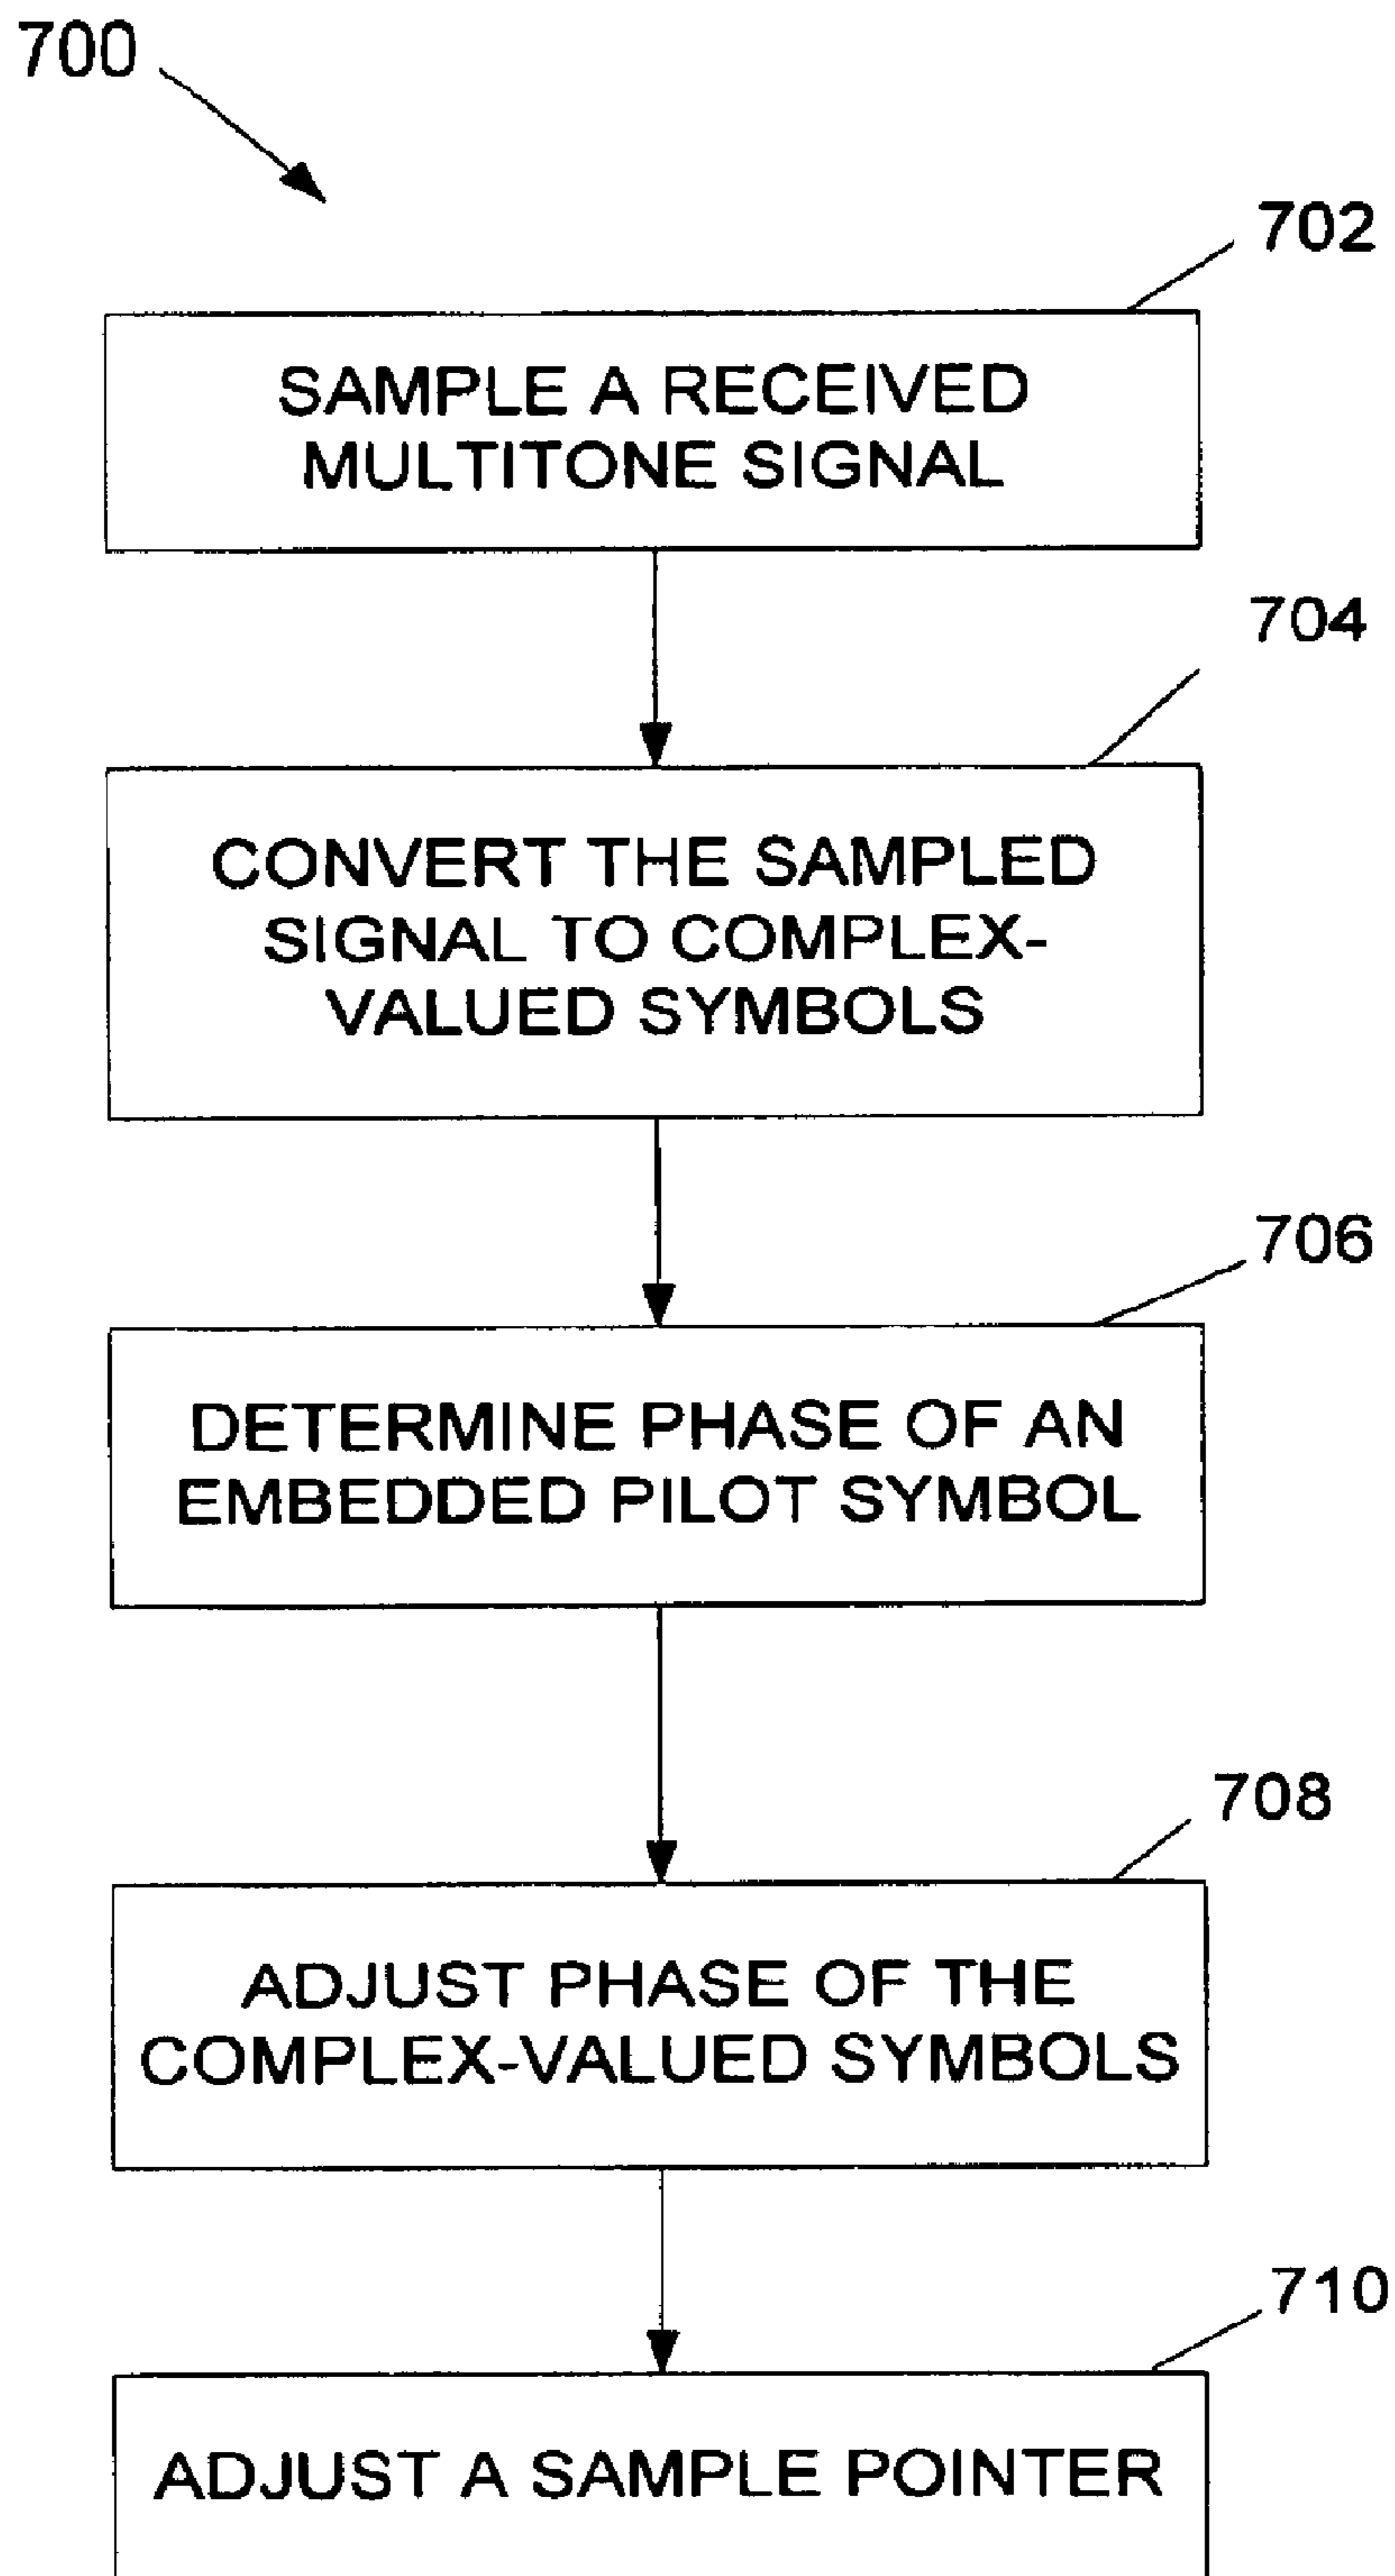 700
702
SAMPLE A RECEIVED
MULTITONE SIGNAL
704
CONVERT THE SAMPLED
SIGNAL TO COMPLEX-
VALUED SYMBOLS
706
DETERMINE PHASE OF AN
EMBEDDED PILOT SYMBOL
708
ADJUST PHASE OF THE
COMPLEX-VALUED SYMBOLS
710
ADJUST A SAMPLE POINTER